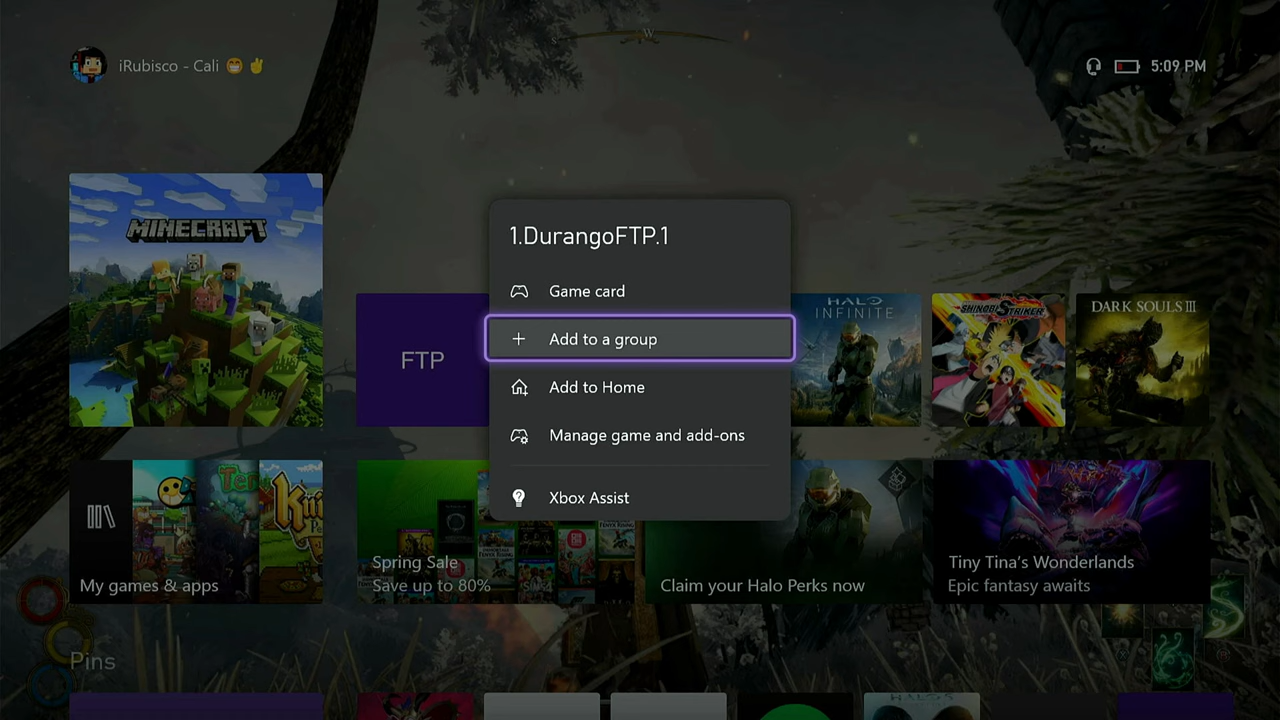 W
iRubisco - Cali 😁 ✌
5:09 PM
MINECRAFT
1.DurangoFTP.1
Game card
Add to a group
Add to Home
Manage game and add-ons
Xbox Assist
FTP
HALO
INFINITE
SHINOBI STRIKER
DARK SOULS III
My games & apps
Spring Sale
Save up to 80%
Claim your Halo Perks now
Tiny Tina's Wonderlands
Epic fantasy awaits
Pins